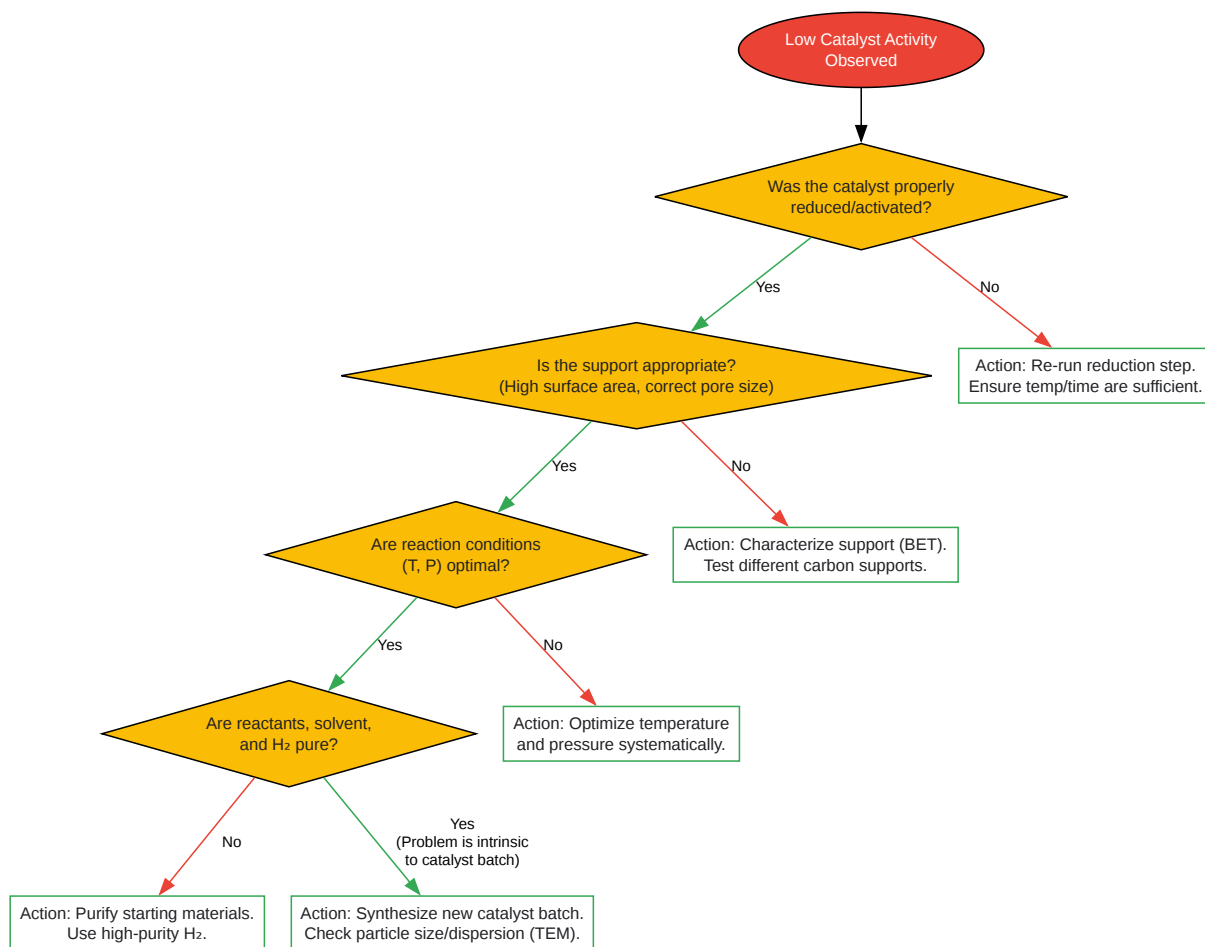 Low Catalyst Activity
Observed
Was the catalyst properly
reduced/activated?
Yes
No
Is the support appropriate?
(High surface area, correct pore size)
Action: Re-run reduction step.
Ensure temp/time are sufficient.
Yes
No
Are reaction conditions
(T, P) optimal?
Action: Characterize support (BET).
Test different carbon supports.
Yes
No
Are reactants, solvent,
and H₂ pure?
Action: Optimize temperature
and pressure systematically.
No
Yes
(Problem is intrinsic
to catalyst batch)
Action: Purify starting materials.
Use high-purity H₂.
Action: Synthesize new catalyst batch.
Check particle size/dispersion (TEM).